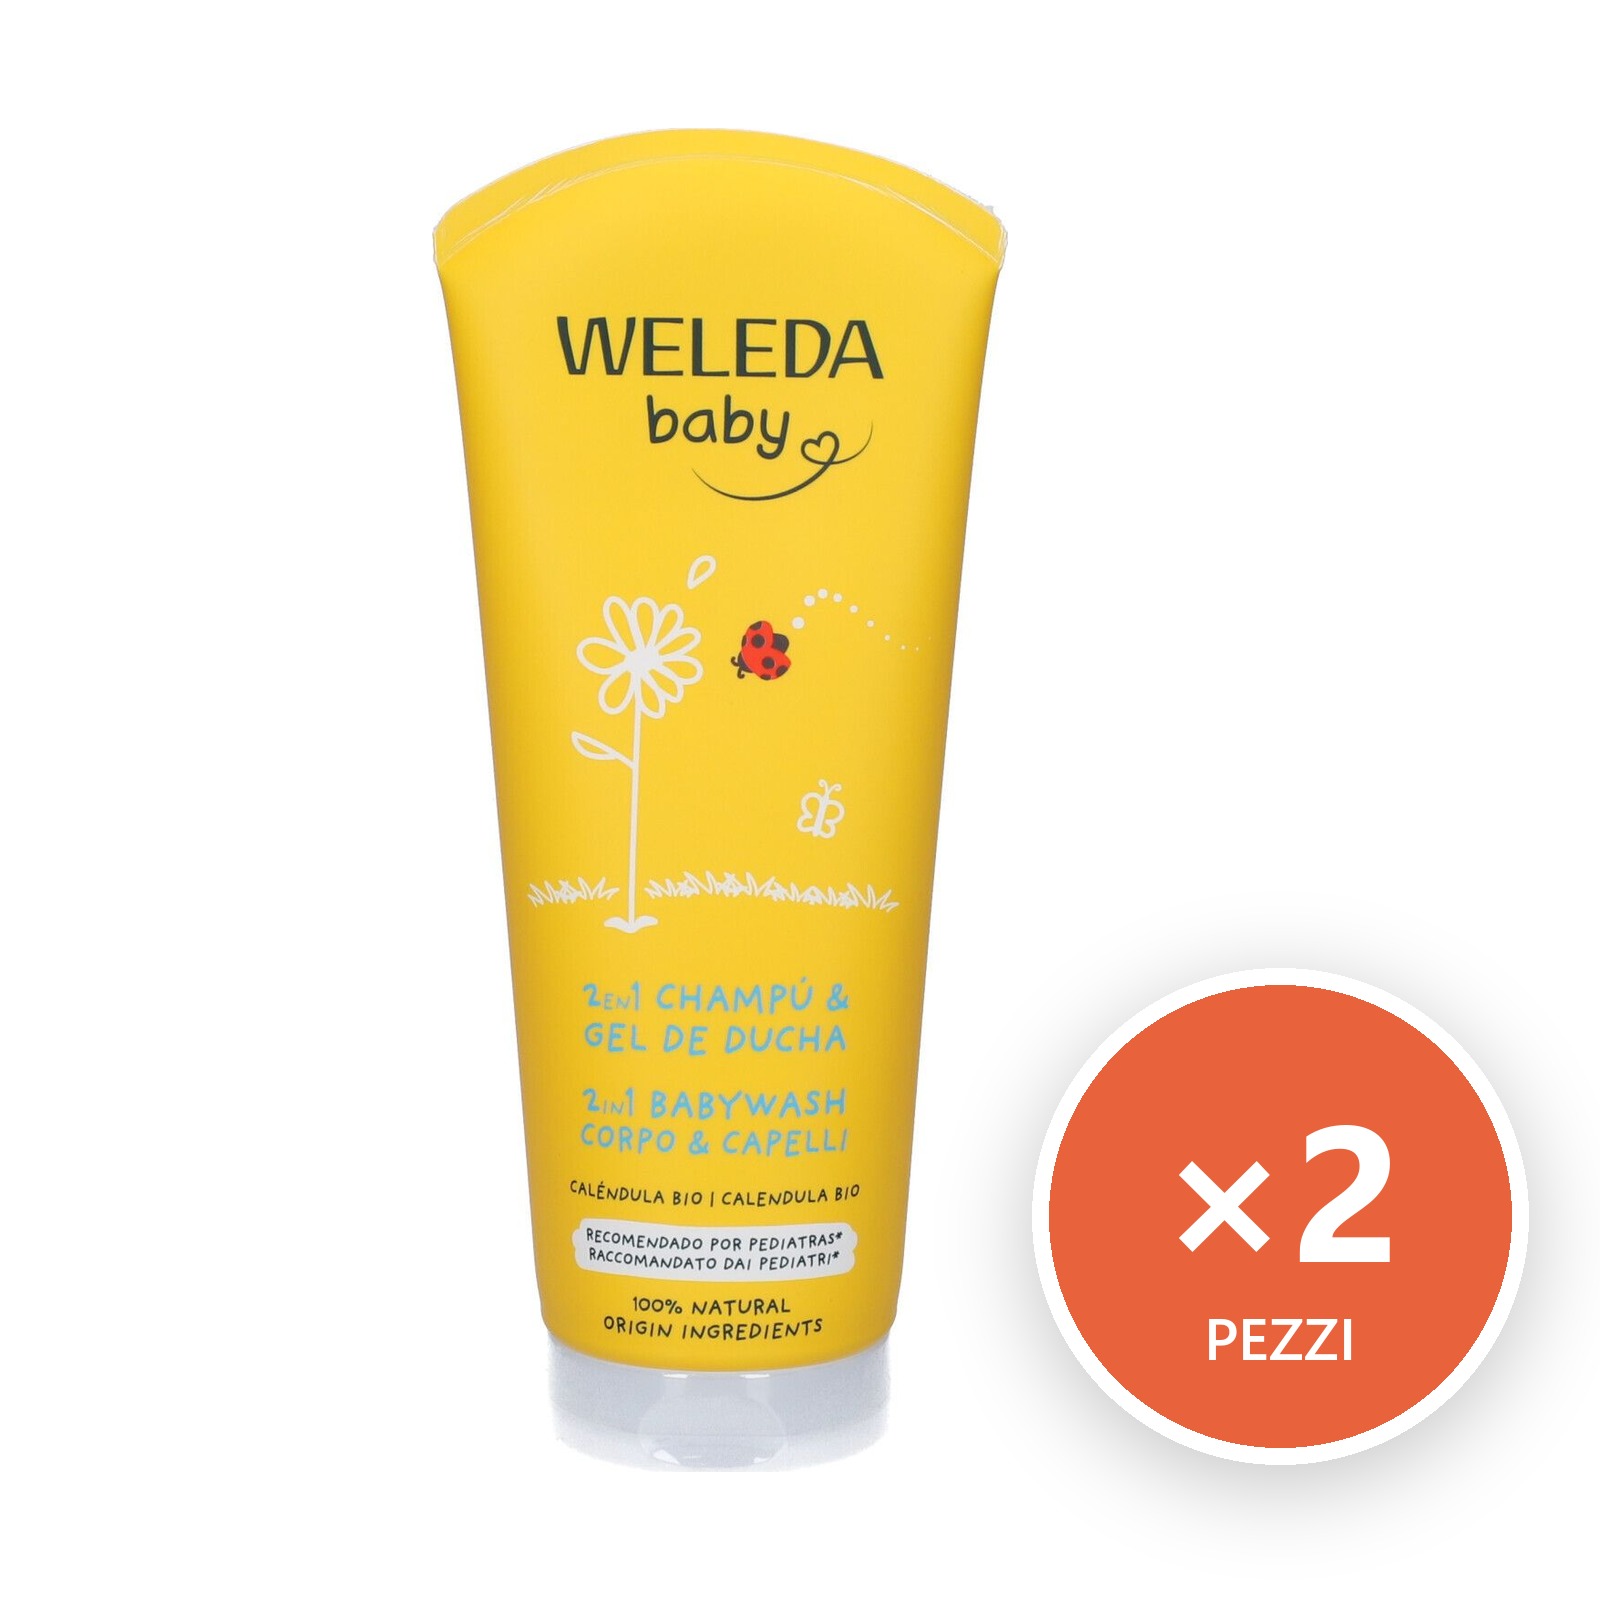 WELEDA
baby
2EN1 CHAMPÚ &
GEL DE DUCHA
2IN1 BABYWASH
CORPO & CAPELLI
CALÉNDULA BIO | CALENDULA BIO
RECOMENDADO POR PEDIATRAS*
RACCOMANDATO DAI PEDIATRI*
100% NATURAL
ORIGIN INGREDIENTS
×2
PEZZI